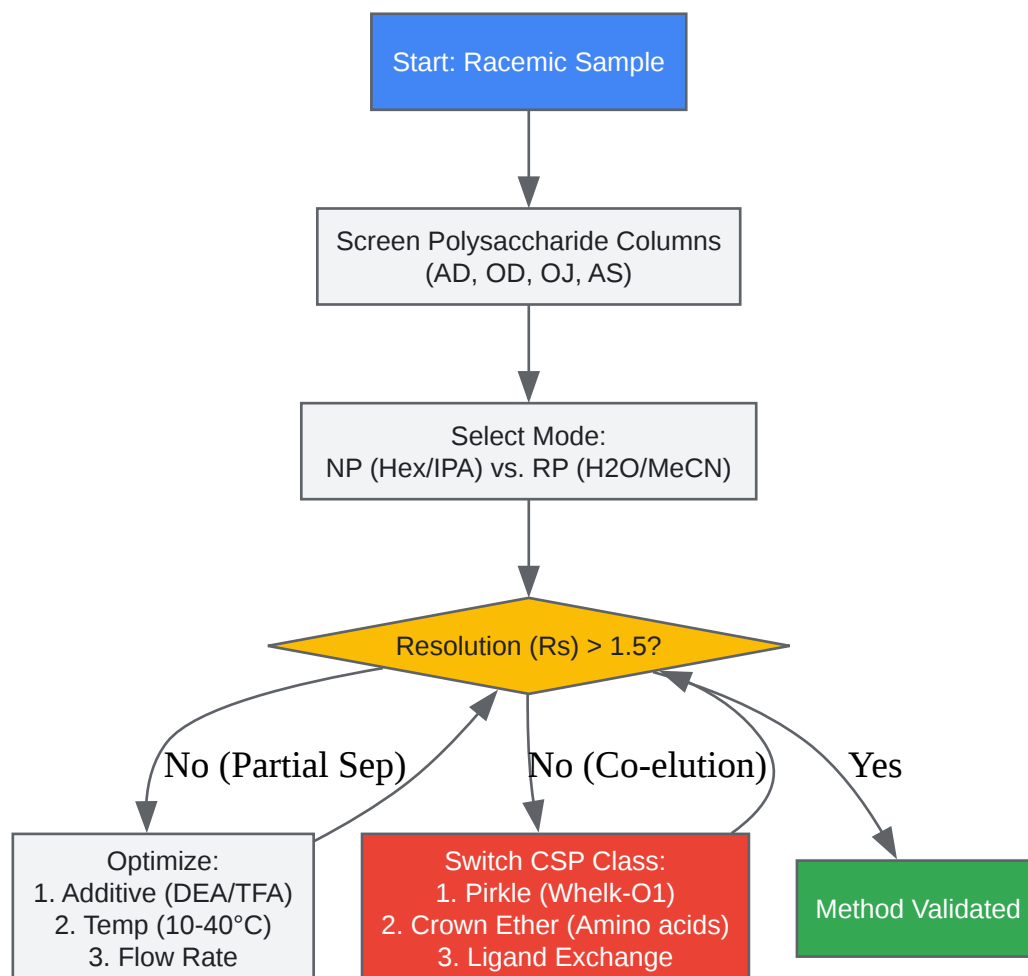 Start: Racemic Sample
Screen Polysaccharide Columns
(AD, OD, OJ, AS)
Select Mode:
NP (Hex/IPA) vs. RP (H2O/MeCN)
Resolution (Rs) > 1.5?
No (Partial Sep)
No (Co-elution)
Yes
Optimize:
1. Additive (DEA/TFA)
2. Temp (10-40°C)
3. Flow Rate
Switch CSP Class:
1. Pirkle (Whelk-O1)
2. Crown Ether (Amino acids)
3. Ligand Exchange
Method Validated